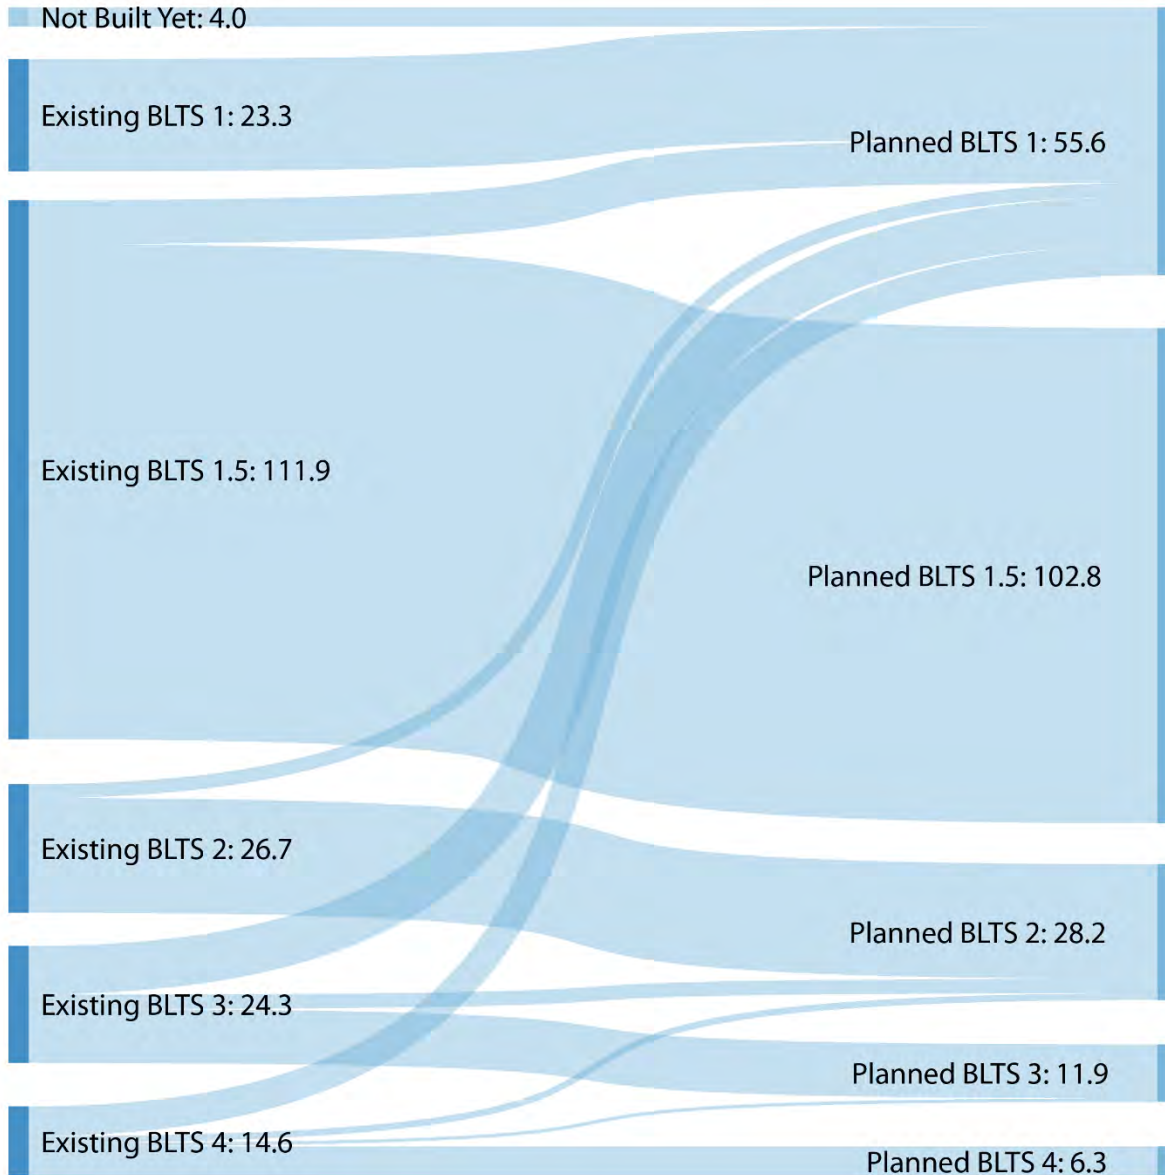 Not Built Yet: 4.0
Existing BLTS 1: 23.3
Planned BLTS 1: 55.6
Existing BLTS 1.5: 111.9
Planned BLTS 1.5: 102.8
Existing BLTS 2: 26.7
Planned BLTS 2: 28.2
Existing BLTS 3: 24.3
Planned BLTS 3: 11.9
Existing BLTS 4: 14.6
Planned BLTS 4: 6.3